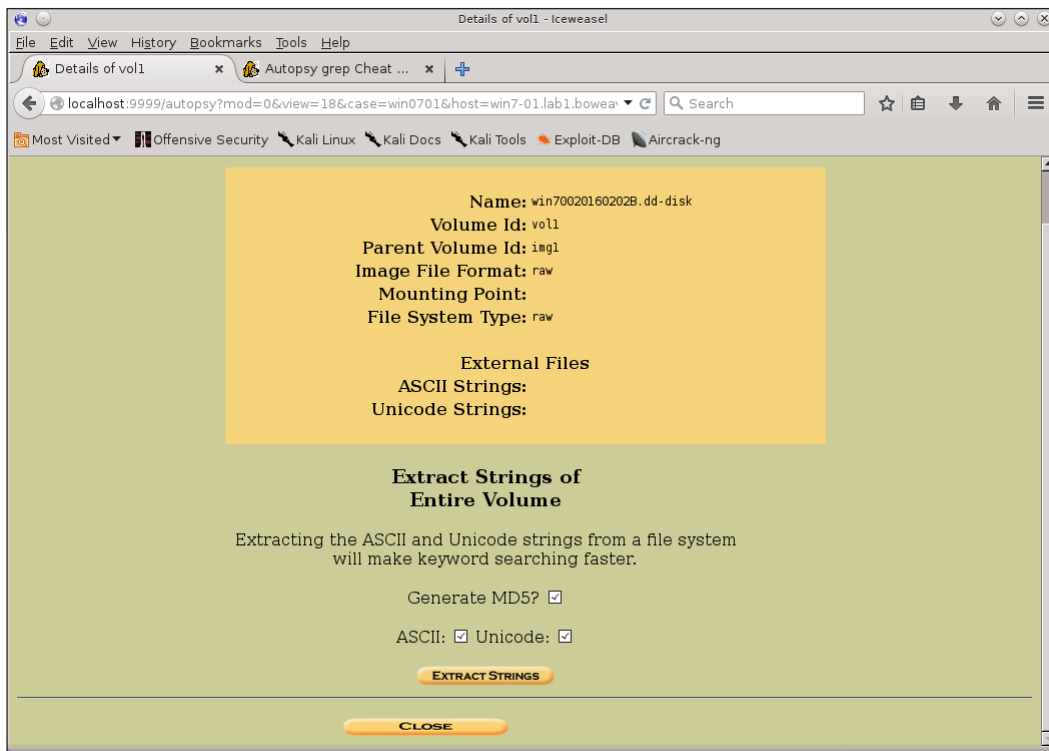 Details of vol1 - Iceweasel
File Edit View History Bookmarks Tools Help
Details of vol1
Autopsy grep Cheat ...
localhost:9999/autopsy?mod=0&view=18&case=win0701&host=win7-01.lab1.bowea
Search
Most Visited Offensive Security Kali Linux Kali Docs Kali Tools Exploit-DB Aircrack-ng
Name: win70020160202B.dd-disk
Volume Id: vol1
Parent Volume Id: img1
Image File Format: raw
Mounting Point:
File System Type: raw
External Files
ASCII Strings:
Unicode Strings:
Extract Strings of
Entire Volume
Extracting the ASCII and Unicode strings from a file system
will make keyword searching faster.
Generate MD5?
ASCII: Unicode:
EXTRACT STRINGS
CLOSE